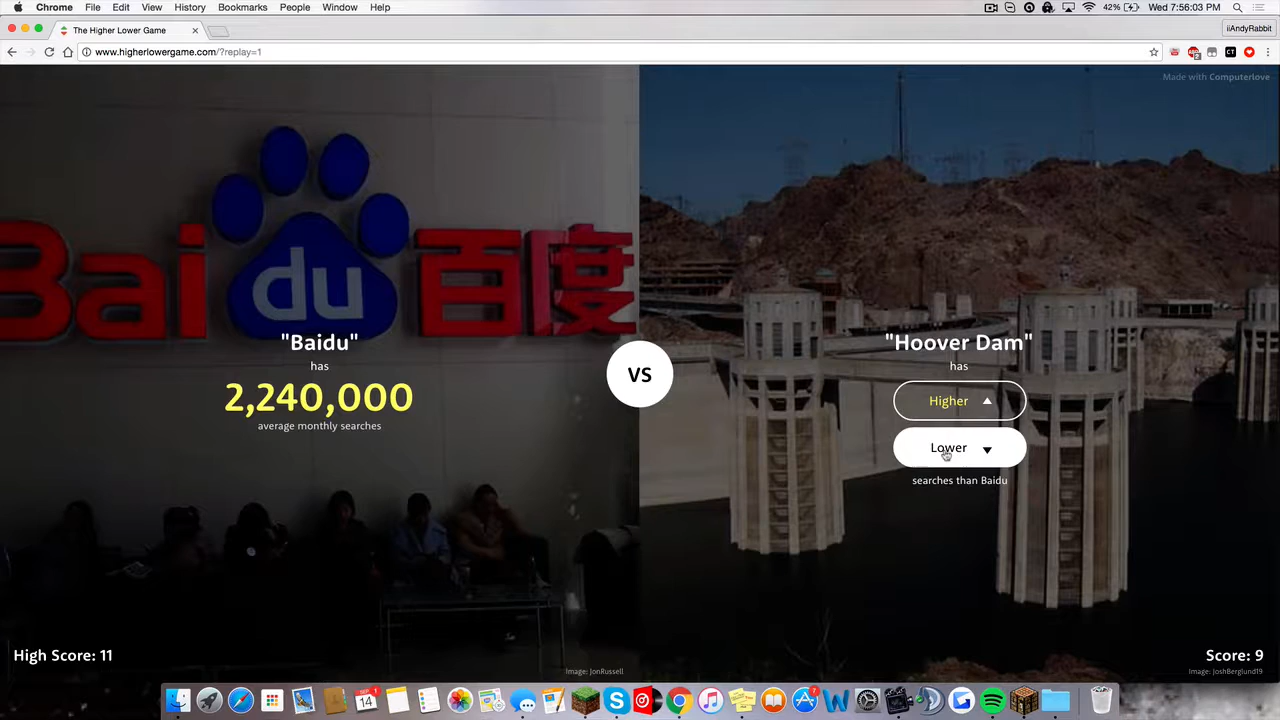 Chrome File Edit View History Bookmarks People Window Help
42% Wed 7:56:03 PM
The Higher Lower Game
iiAndyRabbit
www.higherlowergame.com/?replay=1
Made with Computerlove
Bai du 百度
"Baidu"
has
2,240,000
average monthly searches
VS
"Hoover Dam"
has
Higher
Lower
searches than Baidu
High Score: 11
Image: JonRussell
Score: 9
Image: JoshBerglund19